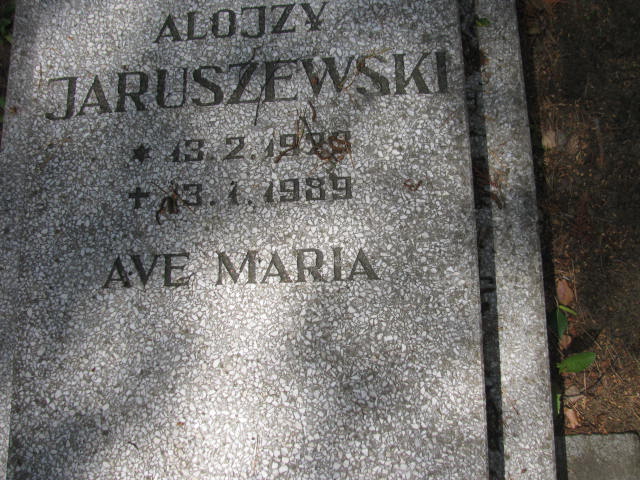 ALOJZY
JARUSZEWSKI
* 13.2.
+ 1989
AVE MARIA